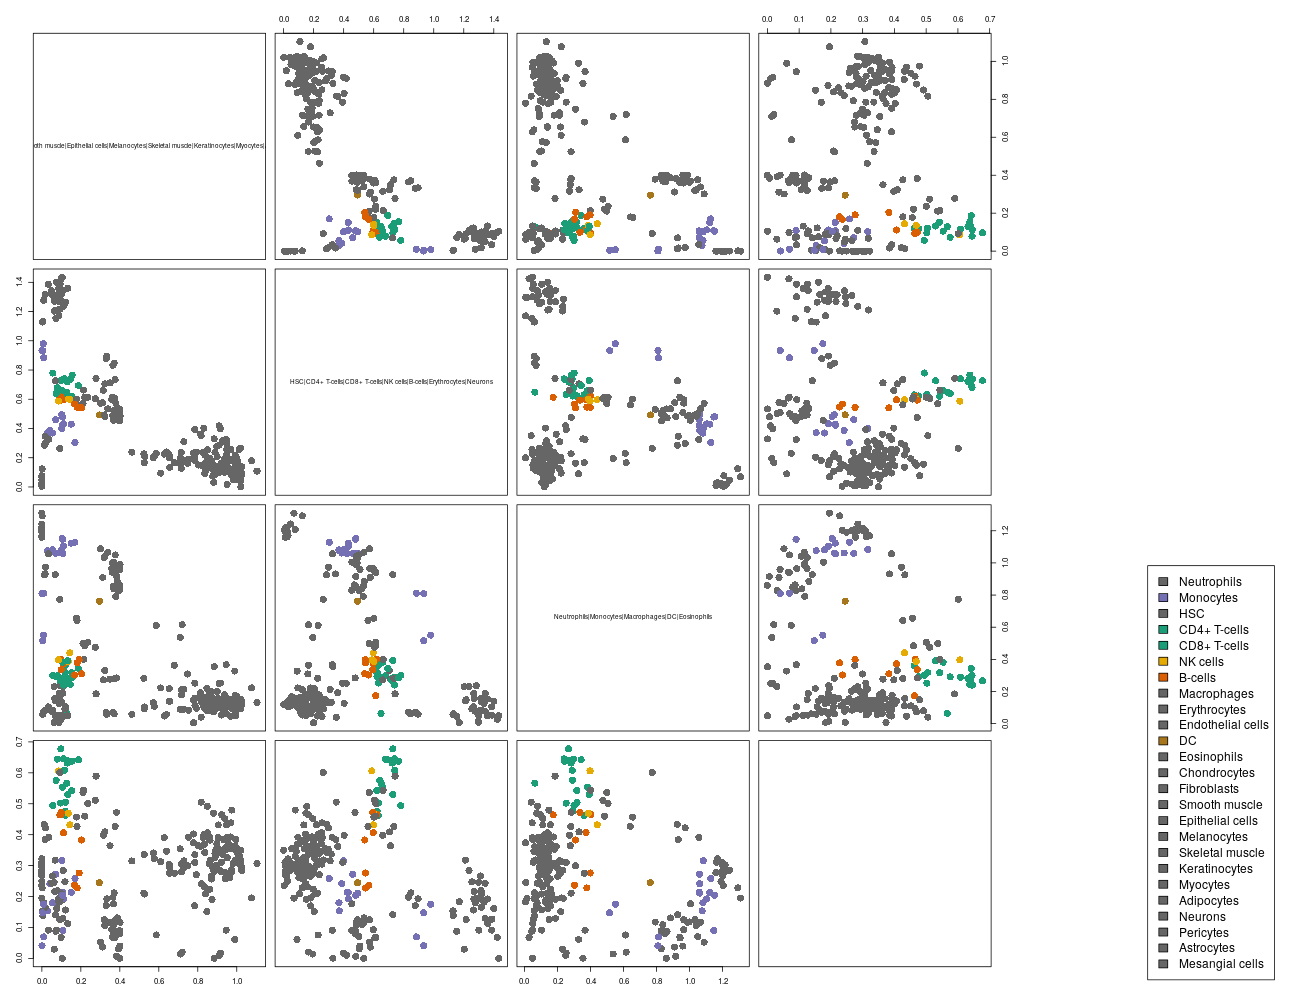 0.0 0.2 0.4 0.6 0.8 1.0 1.2 1.4
0.0 0.1 0.2 0.3 0.4 0.5 0.6 0.7
oth muscle|Epithelial cells|Melanocytes|Skeletal muscle|Keratinocytes|Myocytes|
0.0 0.2 0.4 0.6 0.8 1.0
0.0 0.2 0.4 0.6 0.8 1.0 1.2 1.4
HSC|CD4+ T-cells|CD8+ T-cells|NK cells|B-cells|Erythrocytes|Neurons
Neutrophils|Monocytes|Macrophages|DC|Eosinophils
0.0 0.2 0.4 0.6 0.8 1.0 1.2
0.0 0.1 0.2 0.3 0.4 0.5 0.6 0.7
0.0 0.2 0.4 0.6 0.8 1.0
0.0 0.2 0.4 0.6 0.8 1.0 1.2
Neutrophils
Monocytes
HSC
CD4+ T-cells
CD8+ T-cells
NK cells
B-cells
Macrophages
Erythrocytes
Endothelial cells
DC
Eosinophils
Chondrocytes
Fibroblasts
Smooth muscle
Epithelial cells
Melanocytes
Skeletal muscle
Keratinocytes
Myocytes
Adipocytes
Neurons
Pericytes
Astrocytes
Mesangial cells